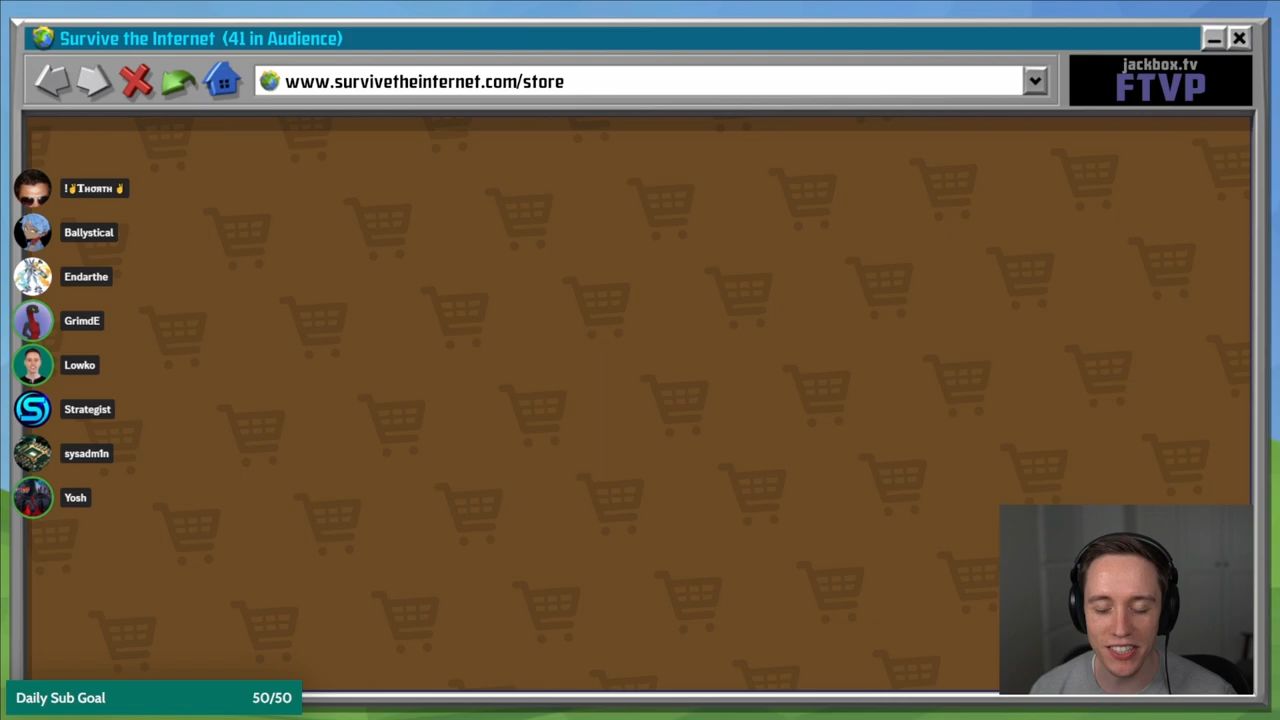 Survive the Internet (41 in Audience)
www.survivetheinternet.com/store
jackbox.tv
FTVP
!✌Tʜσʀᴛʜ ✌
Ballystical
Endarthe
GrimdE
Lowko
Strategist
sysadm1n
Yosh
Daily Sub Goal 50/50